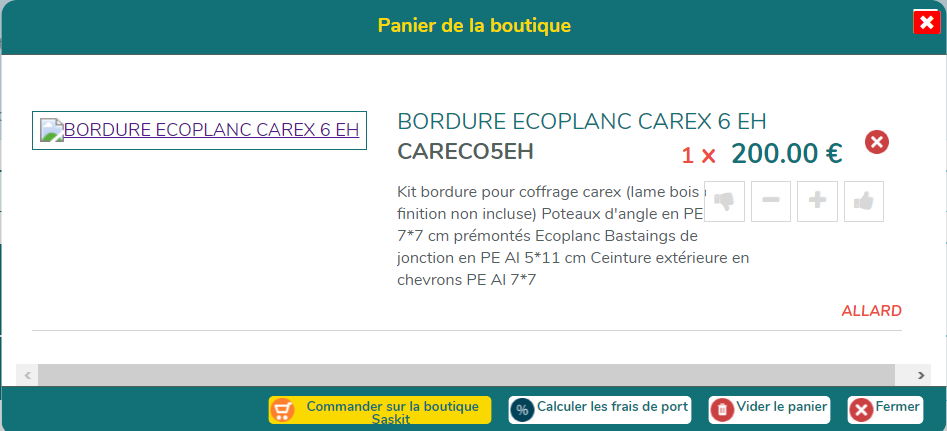 Panier de la boutique
BORDURE ECOPLANC CAREX 6 EH
BORDURE ECOPLANC CAREX 6 EH
CARECO5EH
1 x 200.00 €
Kit bordure pour coffrage carex (lame bois
finition non incluse) Poteaux d'angle en PE
7*7 cm prémontés Ecoplanc Bastaings de
jonction en PE AI 5*11 cm Ceinture extérieure en
chevrons PE AI 7*7
ALLARD
Commander sur la boutique
Saskit
Calculer les frais de port
Vider le panier
Fermer